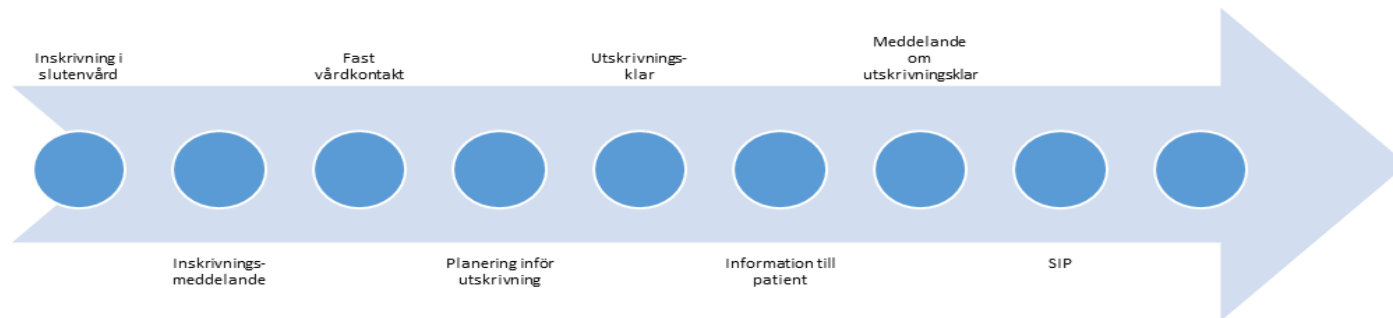 Inskrivning i
slutenvård
Inskrivnings-
meddelande
Fast
vårdkontakt
Planering inför
utskrivning
Utskrivnings-
klar
Information till
patient
Meddelande
om
utskrivningsklar
SIP